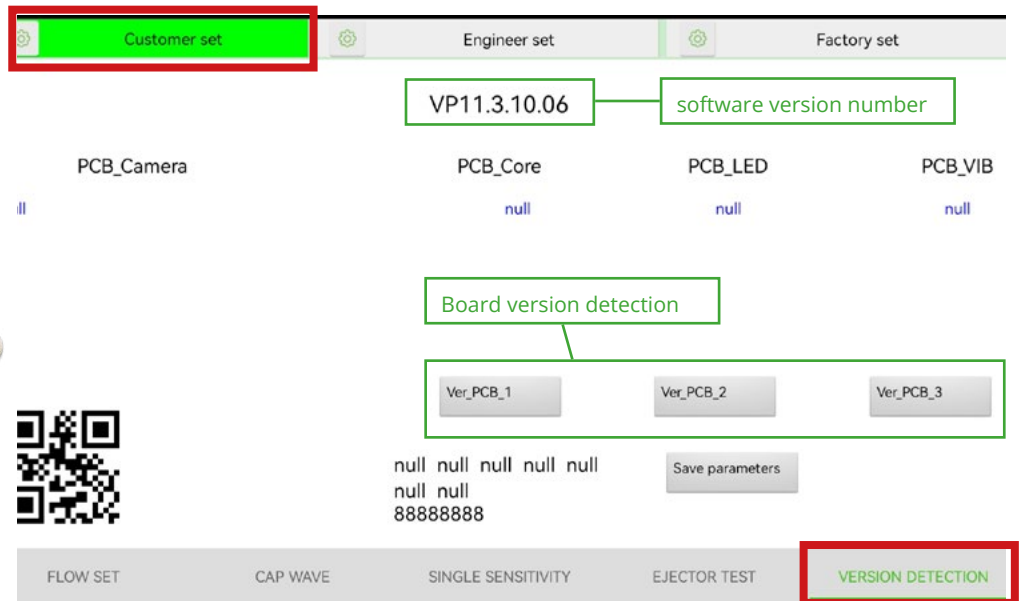 Customer set
Engineer set
Factory set
VP11.3.10.06
software version number
PCB_Camera
PCB_Core
PCB_LED
PCB_VIB
null
null
null
Board version detection
Ver_PCB_1
Ver_PCB_2
Ver_PCB_3
null null null null null
null null
88888888
Save parameters
FLOW SET
CAP WAVE
SINGLE SENSITIVITY
EJECTOR TEST
VERSION DETECTION